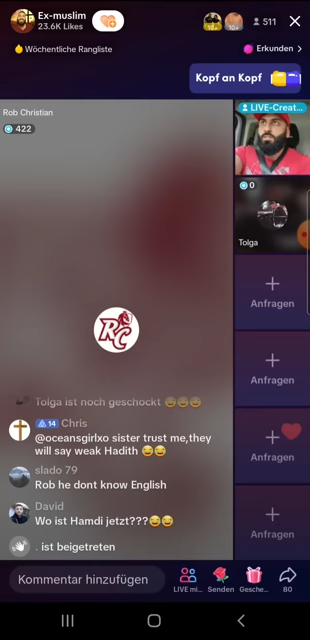 Ex-muslim
23.6K Likes
511
Wöchentliche Rangliste
Erkunden
Kopf an Kopf
Rob Christian
422
LIVE-Creat...
0
Tolga
Anfragen
Anfragen
Anfragen
Anfragen
RC
Tolga ist noch geschockt 😂😂😂
14 Chris
@oceansgirlxo sister trust me,they
will say weak Hadith 😂😂
slado 79
Rob he dont know English
David
Wo ist Hamdi jetzt???😂😂
. ist beigetreten
Kommentar hinzufügen
LIVE mi...
Senden
Gesche...
80